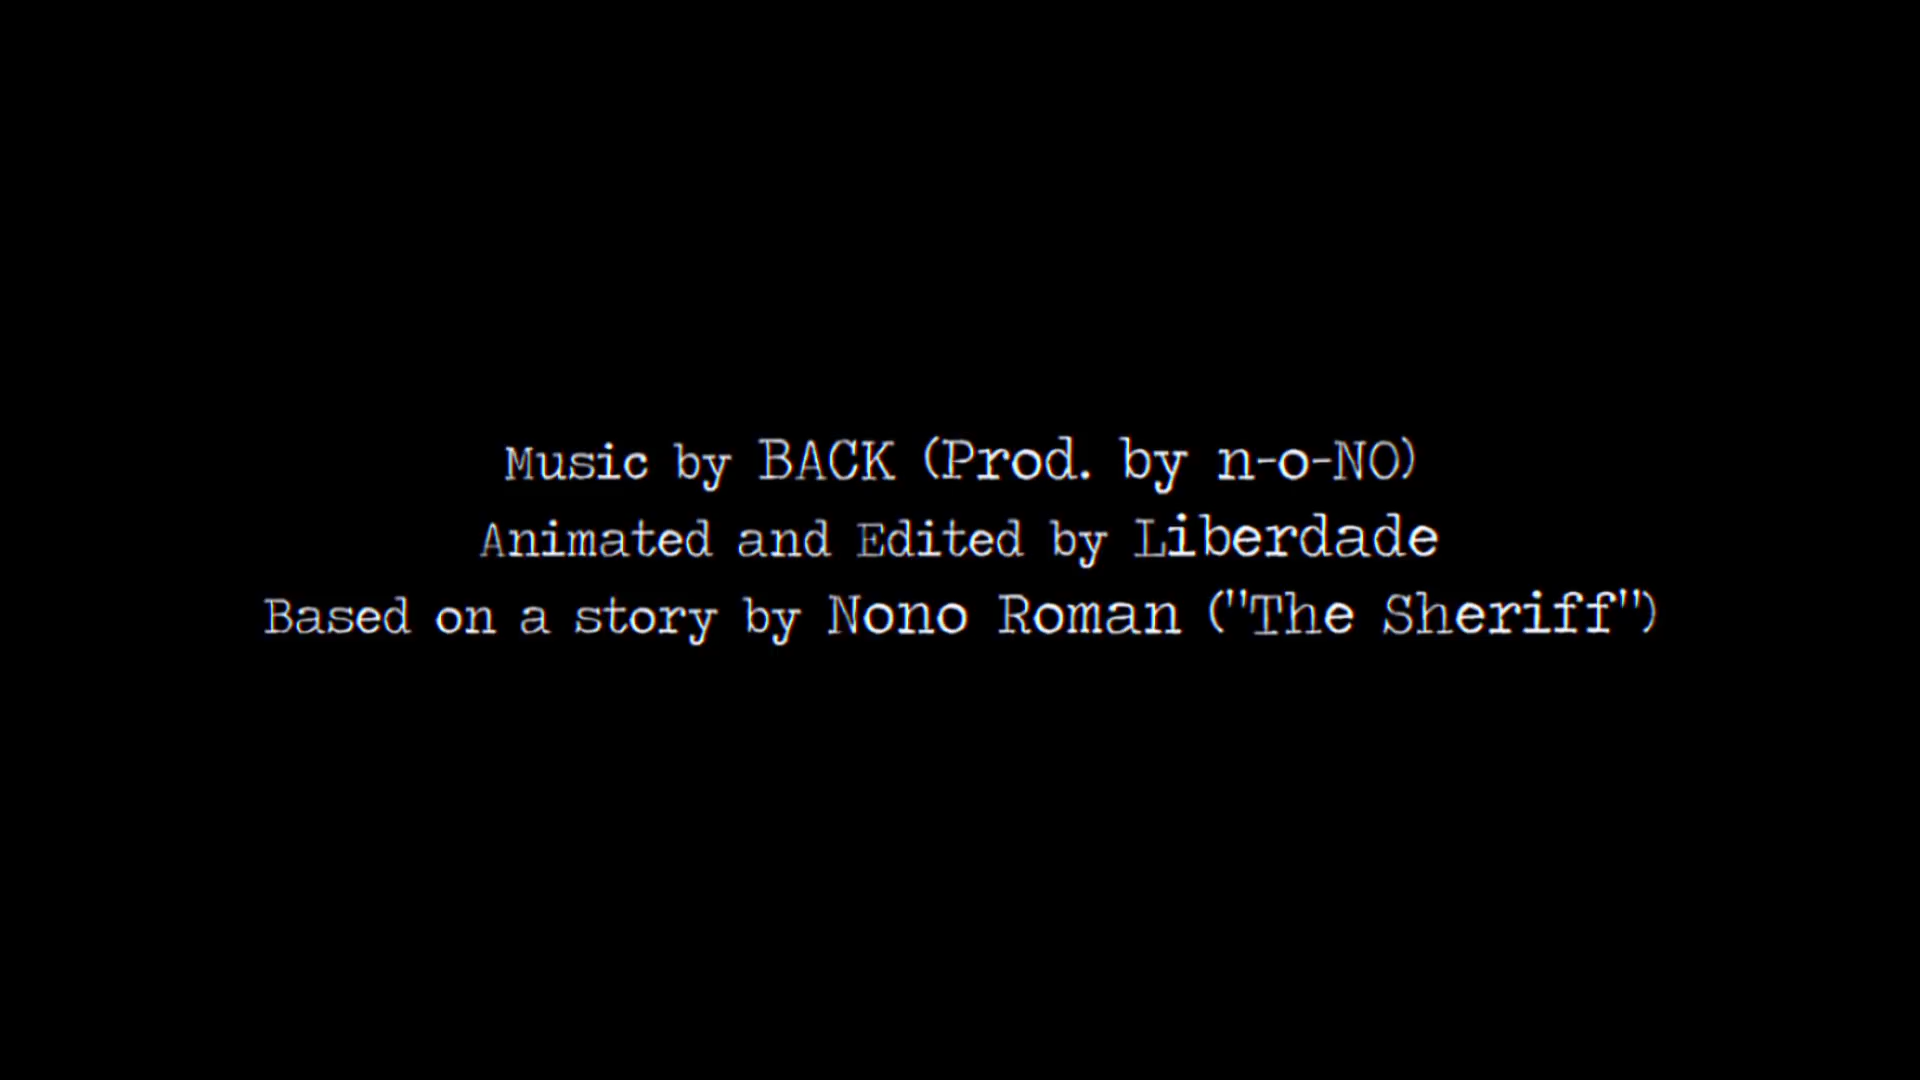 Music by BACK (Prod. by n-o-NO)
Animated and Edited by Liberdade
Based on a story by Nono Roman ("The Sheriff")